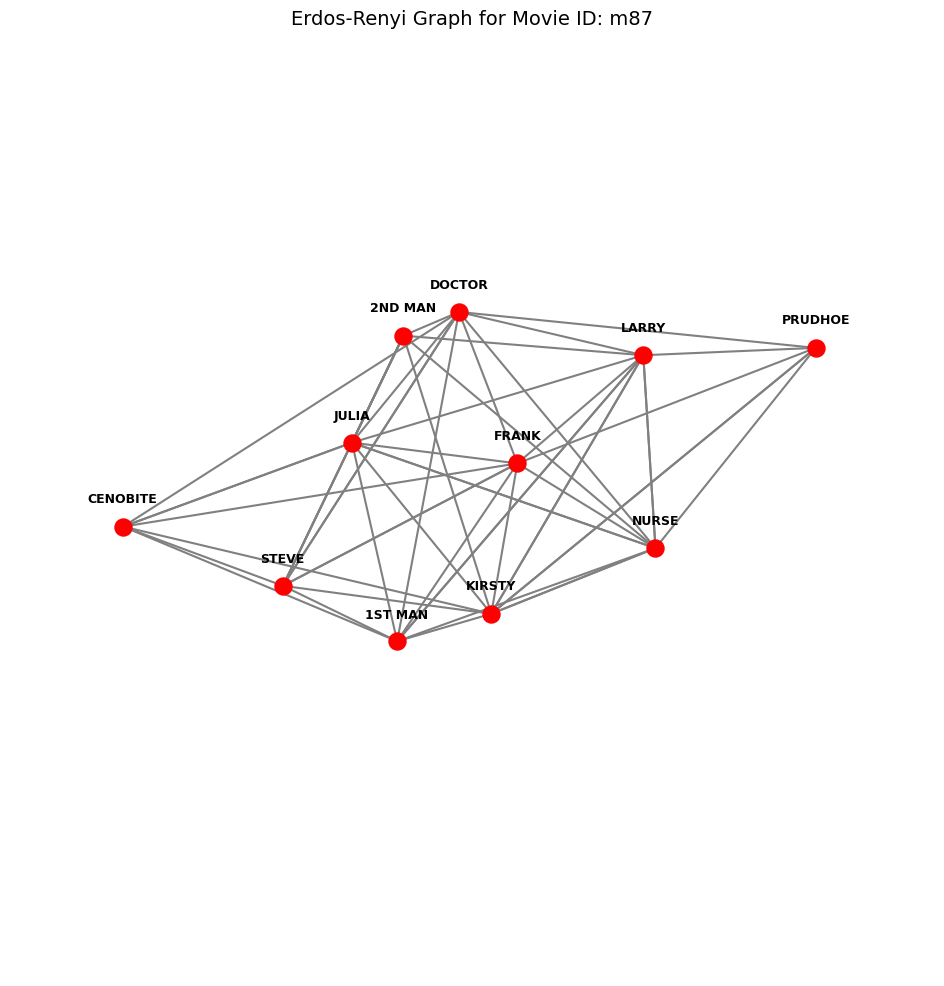 Erdos-Renyi Graph for Movie ID: m87
DOCTOR
2ND MAN
PRUDHOE
LARRY
JULIA
FRANK
CENOBITE
NURSE
STEVE
KIRSTY
1ST MAN